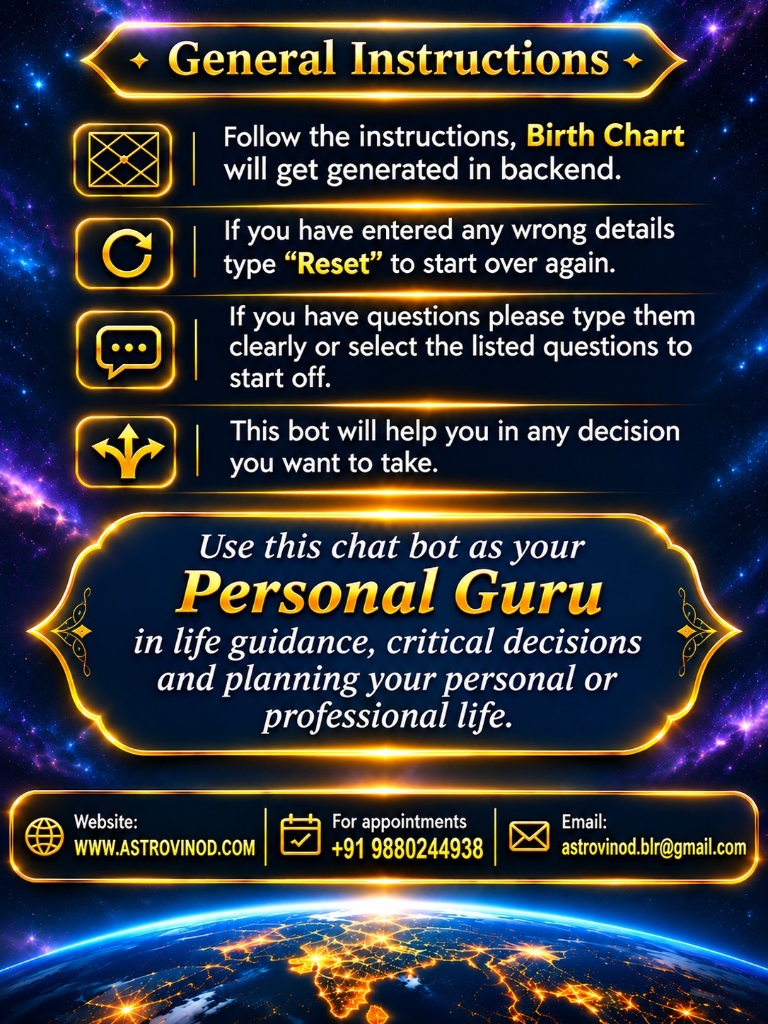 General Instructions
Follow the instructions, Birth Chart
will get generated in backend.
If you have entered any wrong details
type “Reset” to start over again.
If you have questions please type them
clearly or select the listed questions to
start off.
This bot will help you in any decision
you want to take.
Use this chat bot as your
Personal Guru
in life guidance, critical decisions
and planning your personal or
professional life.
Website:
WWW.ASTROVINOD.COM
For appointments
+91 9880244938
Email:
astrovinod.blr@gmail.com